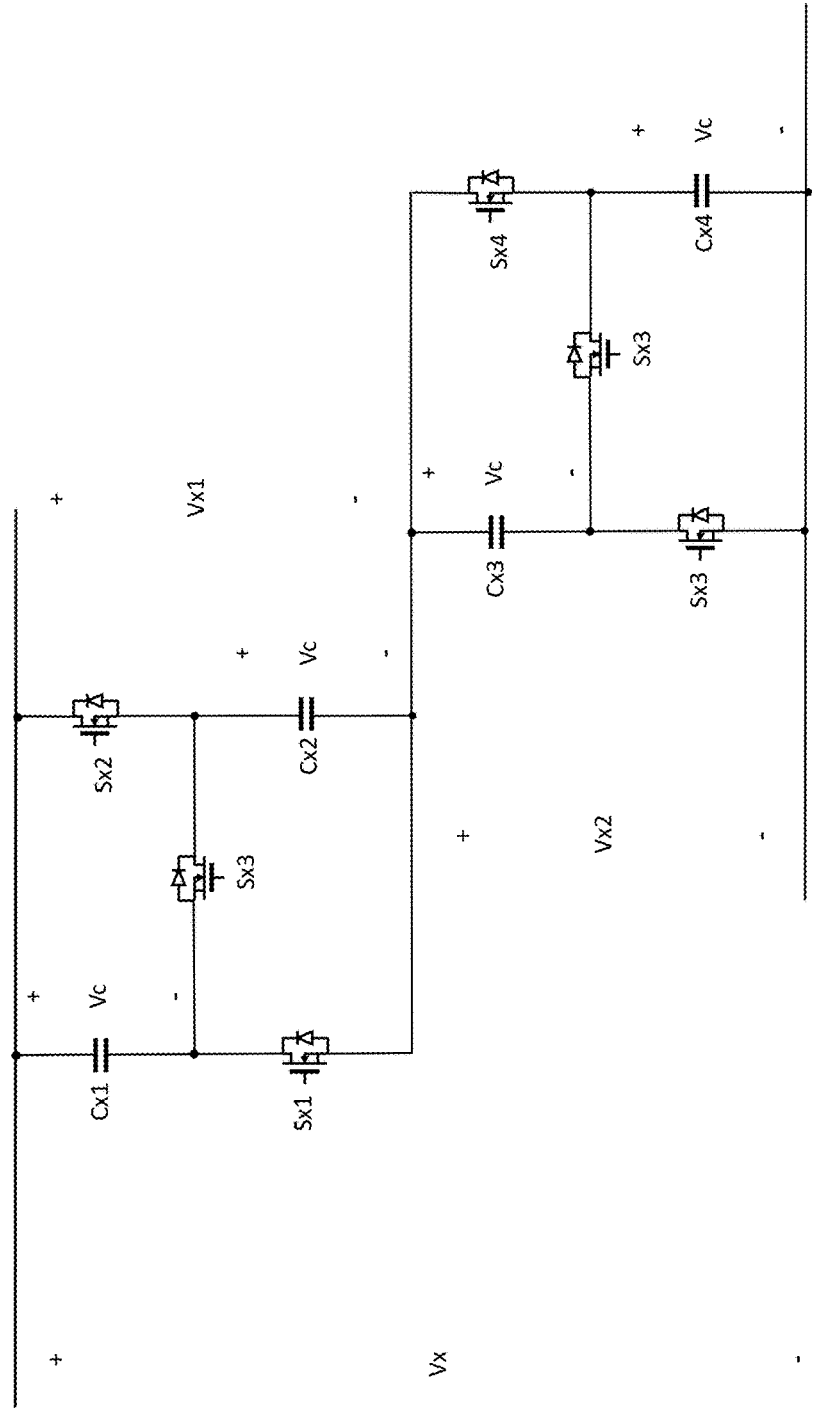 +
+
+
Cx1
Vc
Sx2
-
Vx1
Sx3
+
Sx1
Cx2
Vc
-
-
Vx
+
+
Cx3
Vc
Sx4
-
Vx2
Sx3
+
Sx3
Cx4
Vc
-
-
-